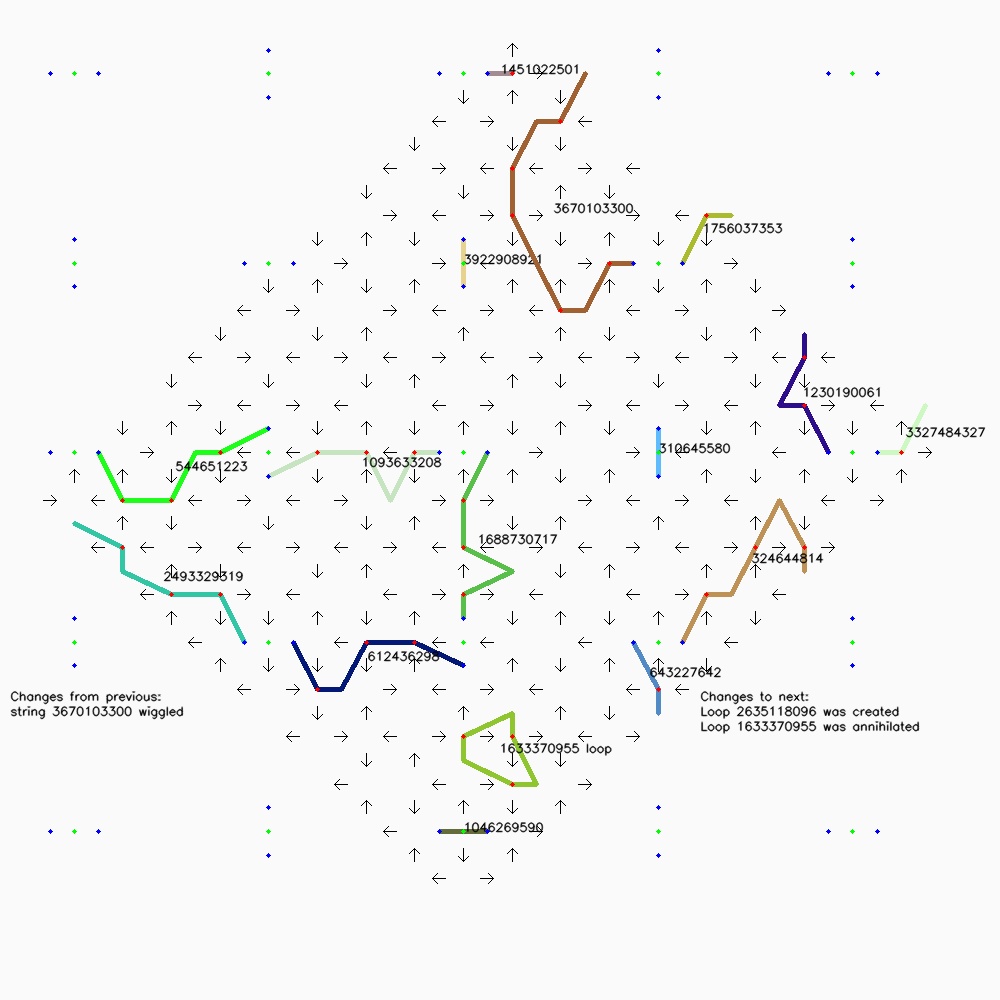 1451022501
3670103300
1756037353
3922908921
1230190061
3327484327
310645580
1093633208
544651223
1688730717
324644814
2493329319
612436298
643227642
Changes from previous:
string 3670103300 wiggled
Changes to next:
Loop 2635118096 was created
Loop 1633370955 was annihilated
1633370955 loop
1046269590